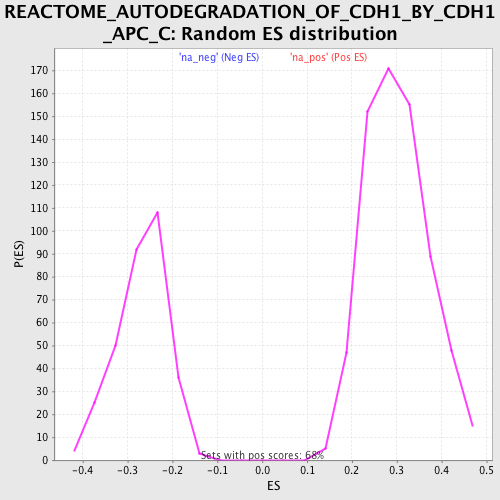 REACTOME_AUTODEGRADATION_OF_CDH1_BY_CDH1
_APC_C: Random ES distribution
'na_neg' (Neg ES) 'na_pos' (Pos ES)
170
160
150
140
130
120
110
100
90
80
70
60
50
40
30
20
10
0
P(ES)
Sets with pos scores: 68%
-0.4 -0.3 -0.2 -0.1 0.0 0.1 0.2 0.3 0.4 0.5
ES